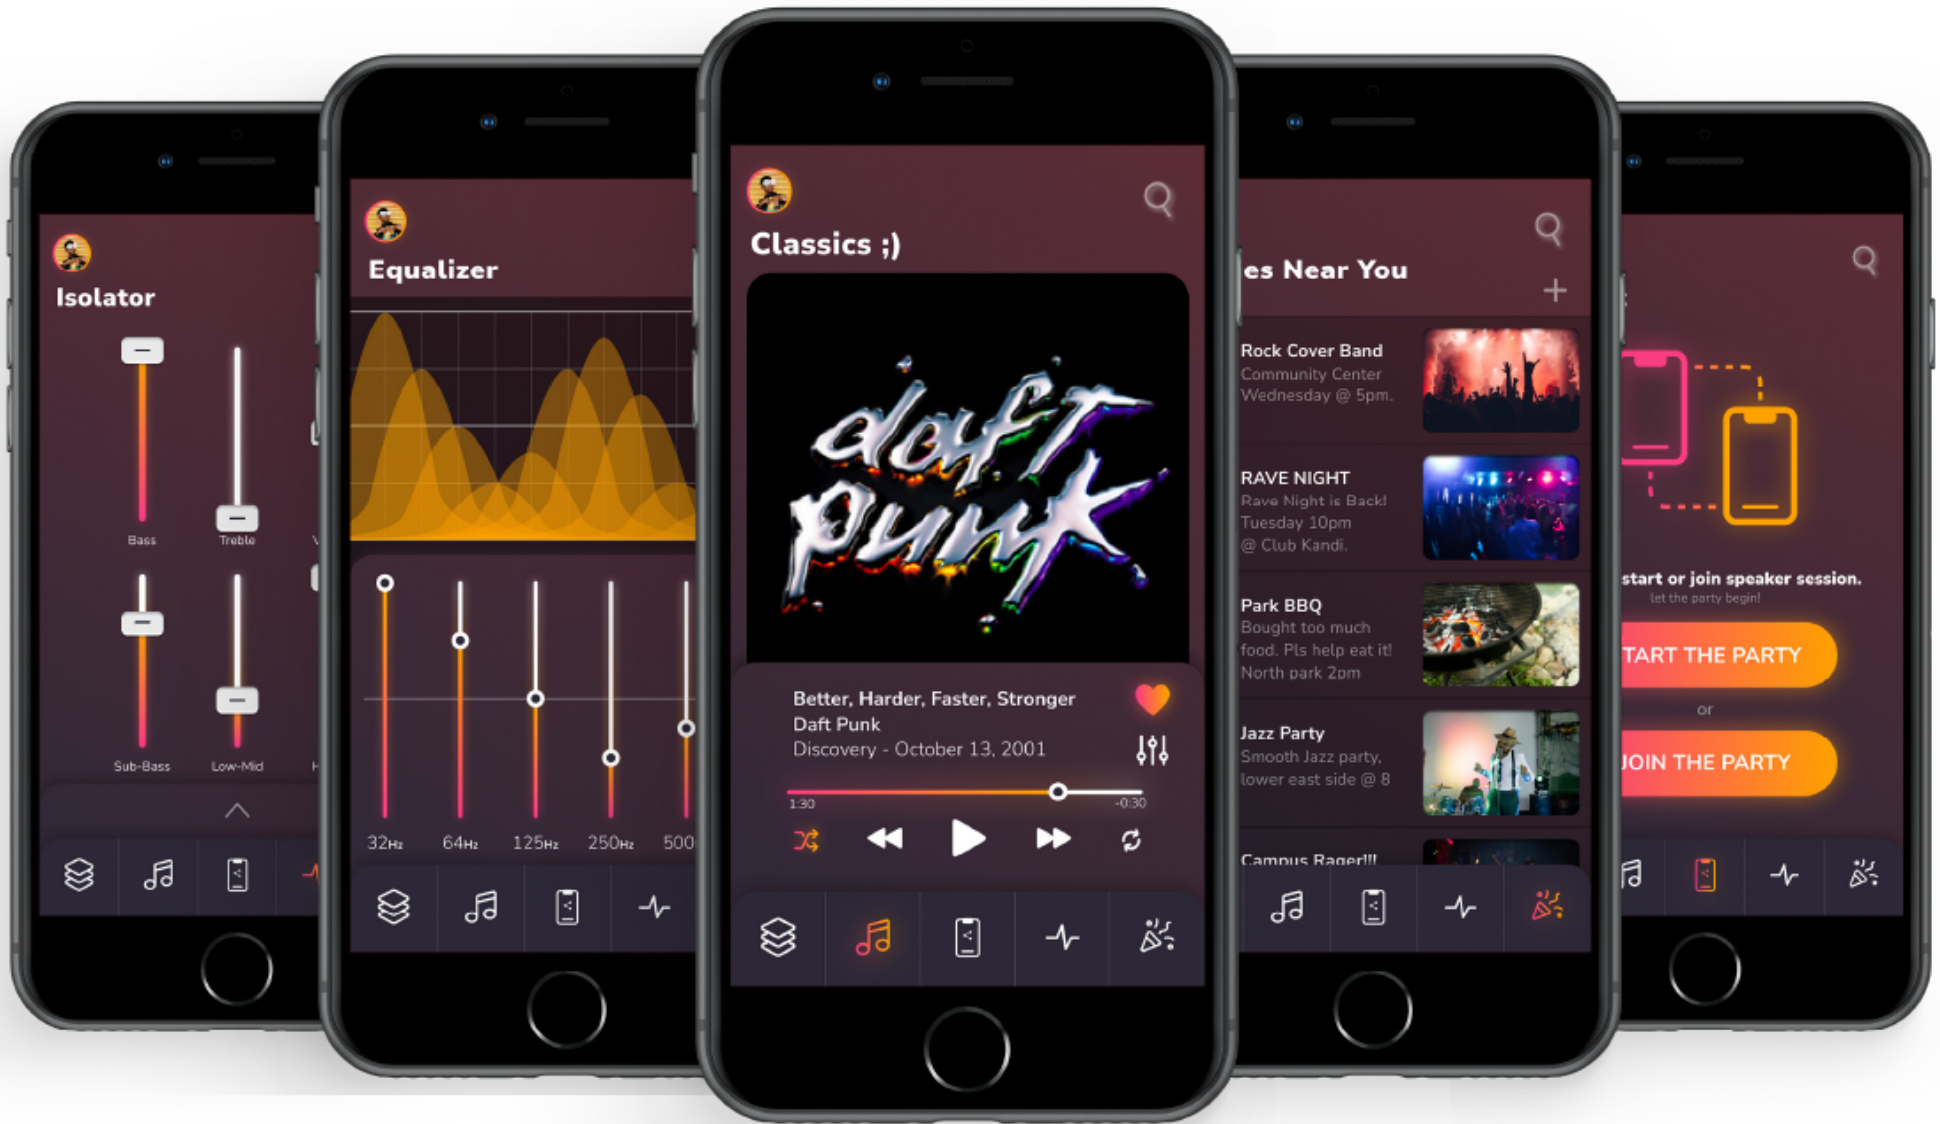 Isolator
Bass
Treble
Sub-Bass
Low-Mid
Equalizer
32Hz
64Hz
125Hz
250Hz
500
Classics ;)
daft
punk
Better, Harder, Faster, Stronger
Daft Punk
Discovery - October 13, 2001
1:30
-0:30
es Near You
Rock Cover Band
Community Center
Wednesday @ 5pm.
RAVE NIGHT
Rave Night is Back!
Tuesday 10pm
@ Club Kandi.
Park BBQ
Bought too much
food. Pls help eat it!
North park 2pm
Jazz Party
Smooth Jazz party,
lower east side @ 8
Campus Rager!!!
start or join speaker session.
let the party begin!
TART THE PARTY
or
JOIN THE PARTY